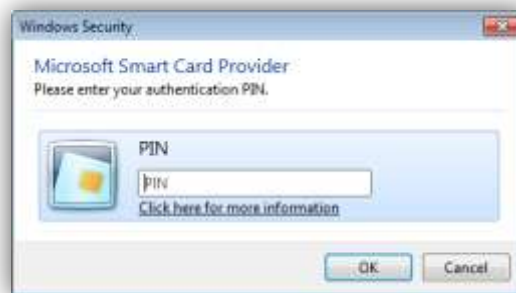 Windows Security
Microsoft Smart Card Provider
Please enter your authentication PIN.
PIN
PIN
Click here for more information
OK Cancel